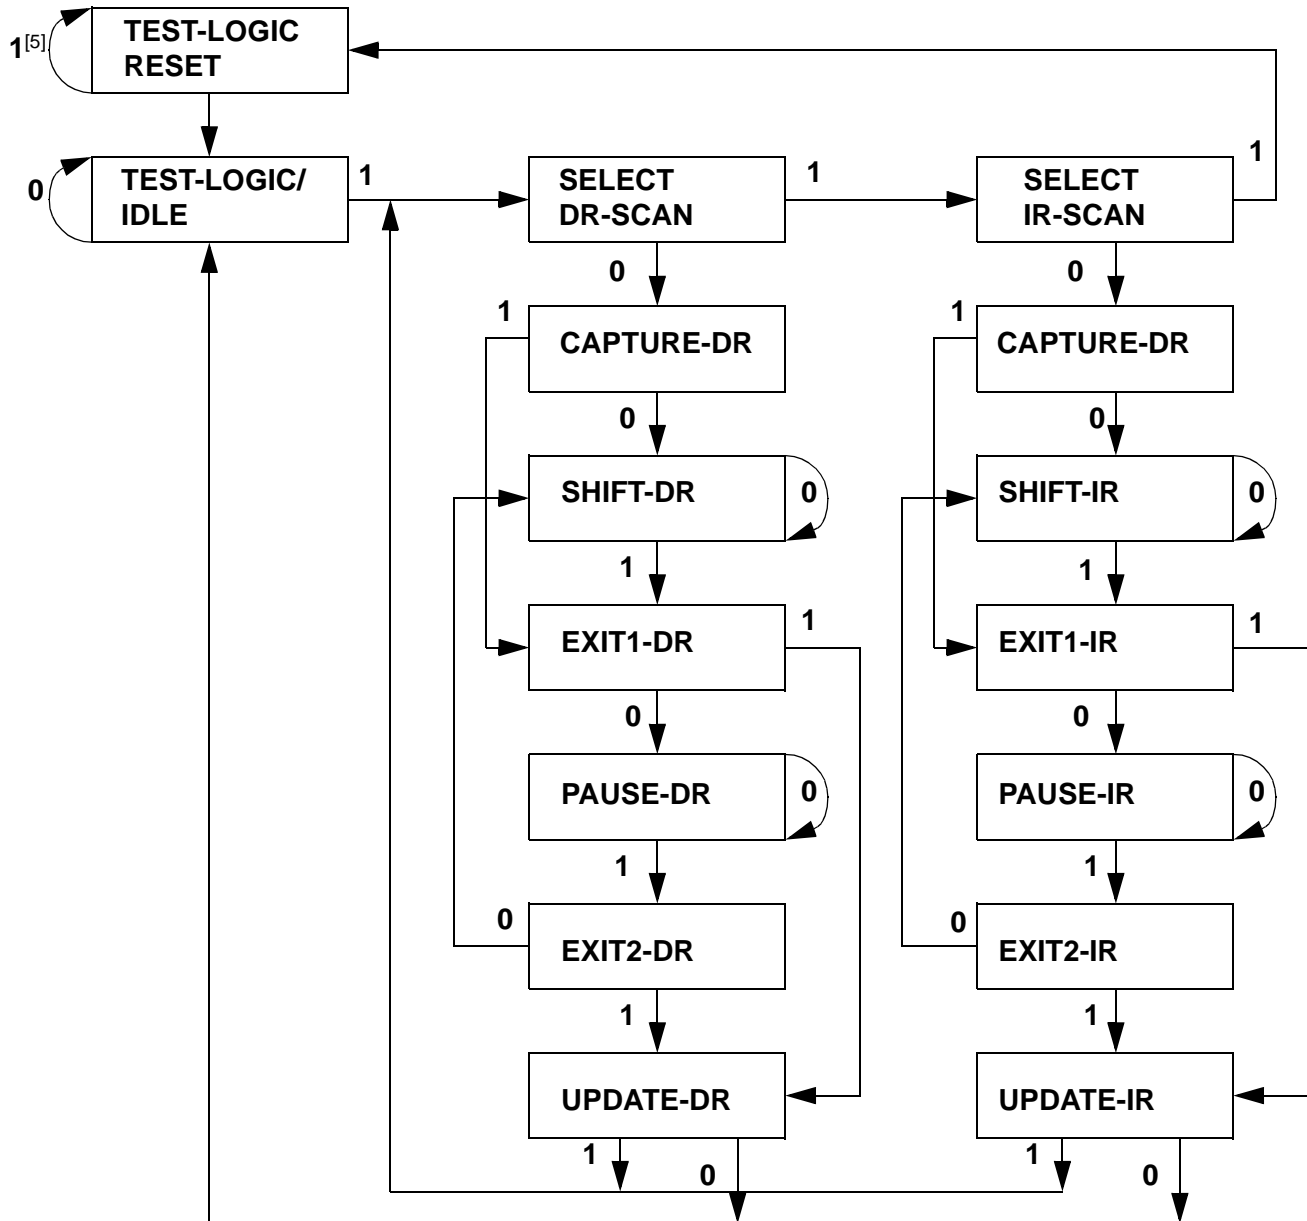 TEST-LOGIC
RESET
1[5]
TEST-LOGIC/
IDLE
0
1
SELECT
DR-SCAN
1
SELECT
IR-SCAN
1
0
0
1
CAPTURE-DR
1
CAPTURE-DR
0
0
SHIFT-DR
0
SHIFT-IR
0
1
1
EXIT1-DR
1
EXIT1-IR
1
0
0
PAUSE-DR
0
PAUSE-IR
0
1
1
0
EXIT2-DR
0
EXIT2-IR
1
1
UPDATE-DR
UPDATE-IR
1
0
1
0